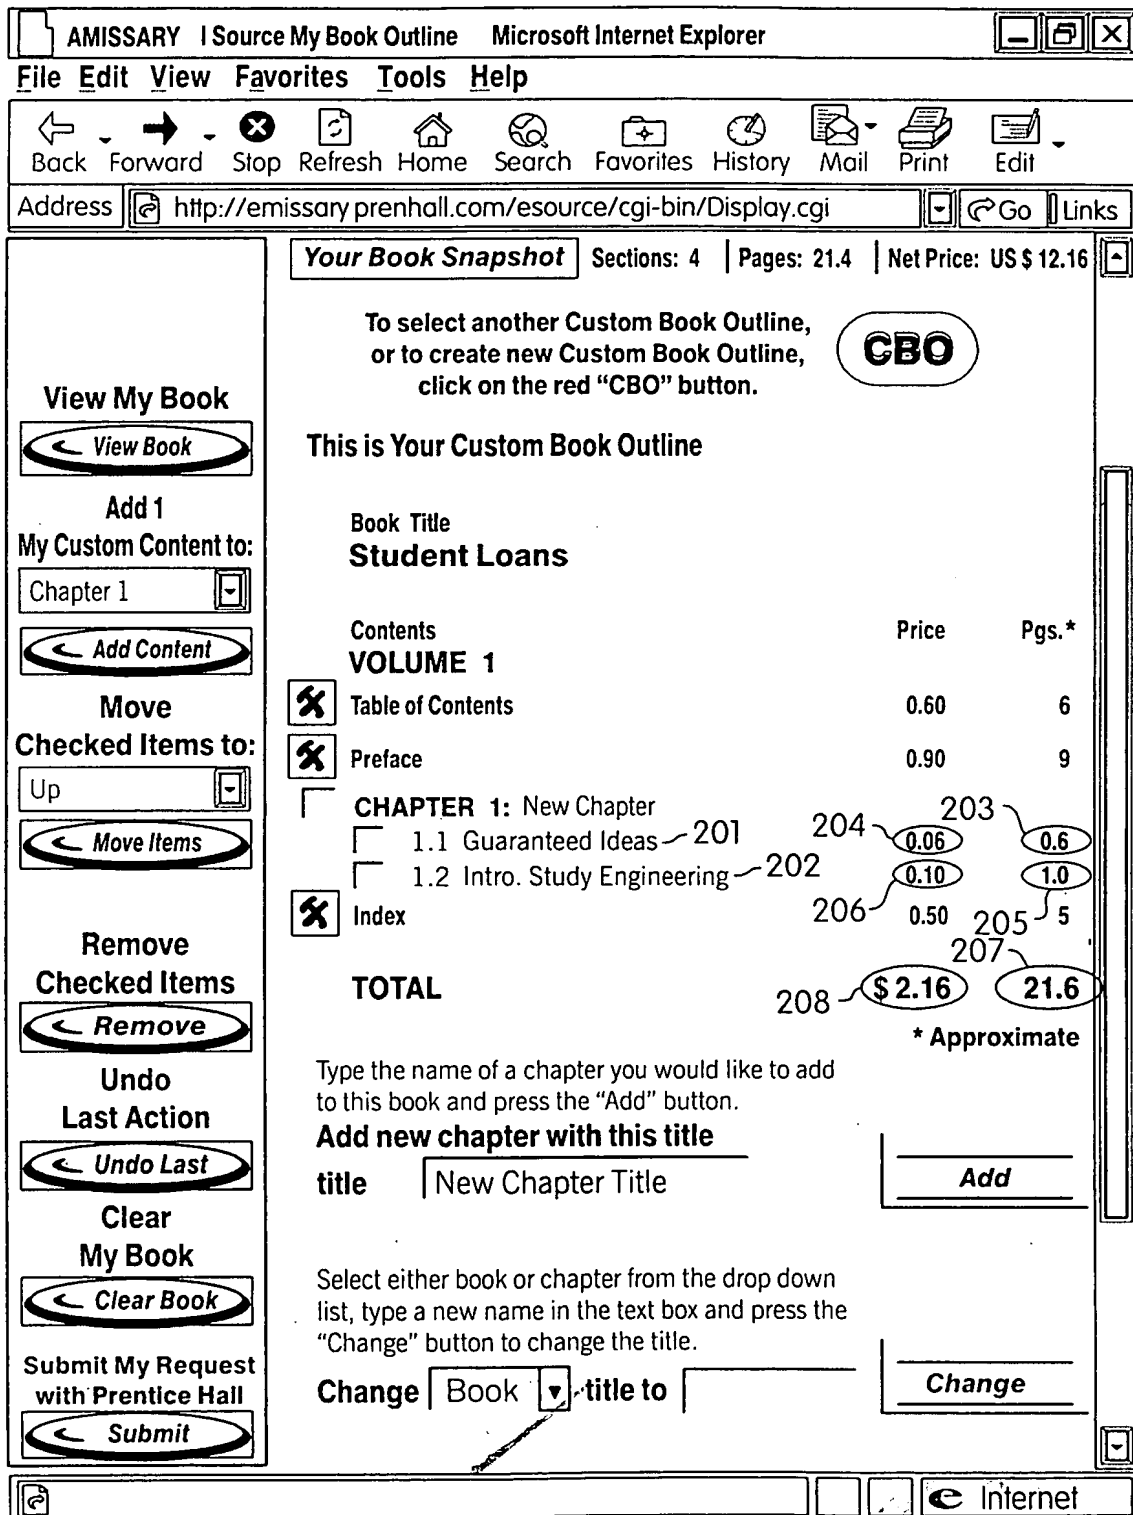 AMISSARY I Source My Book Outline Microsoft Internet Explorer
File Edit View Favorites Tools Help
Back Forward Stop Refresh Home Search Favorites History Mail Print Edit
Address http://emissary prenhall.com/esource/cgi-bin/Display.cgi Go Links
Your Book Snapshot Sections: 4 Pages: 21.4 Net Price: US $ 12.16
To select another Custom Book Outline,
or to create new Custom Book Outline,
click on the red "CBO" button.
CBO
View My Book
View Book
Add 1
My Custom Content to:
Chapter 1
Add Content
Move
Checked Items to:
Up
Move Items
Remove
Checked Items
Remove
Undo
Last Action
Undo Last
Clear
My Book
Clear Book
Submit My Request
with Prentice Hall
Submit
This is Your Custom Book Outline
Book Title
Student Loans
Contents Price Pgs.*
VOLUME 1
Table of Contents 0.60 6
Preface 0.90 9
CHAPTER 1: New Chapter 203
1.1 Guaranteed Ideas 201 204 0.06 0.6
1.2 Intro. Study Engineering 202 0.10 1.0
Index 206 0.50 205 5
207
TOTAL 208 $ 2.16 21.6
* Approximate
Type the name of a chapter you would like to add
to this book and press the "Add" button.
Add new chapter with this title
title New Chapter Title Add
Select either book or chapter from the drop down
list, type a new name in the text box and press the
"Change" button to change the title.
Change Book title to Change
Internet